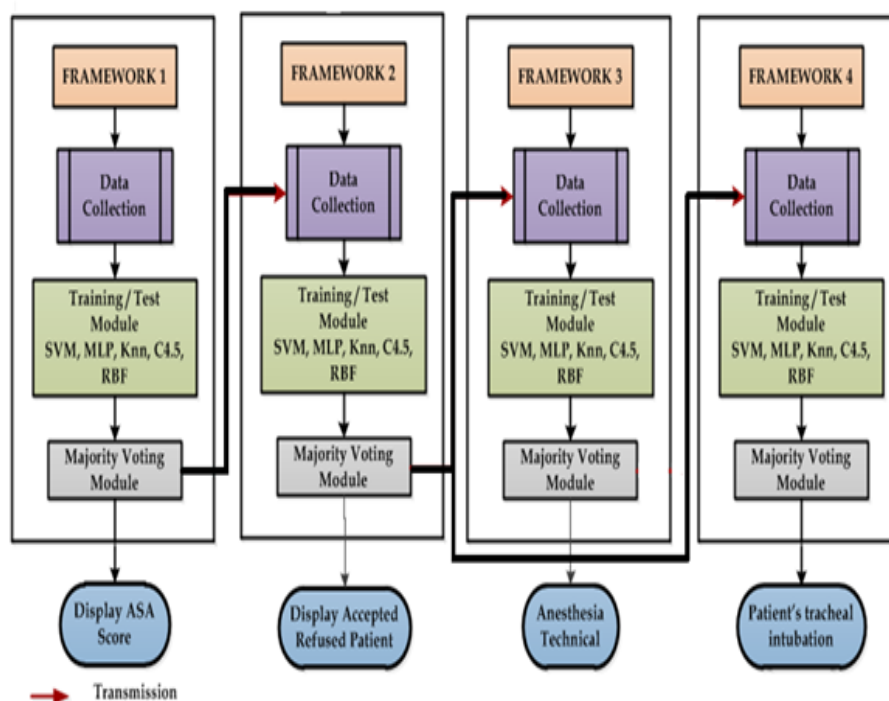 FRAMEWORK 1
Data
Collection
Training/Test
Module
SVM, MLP, Knn, C4.5,
RBF
Majority Voting
Module
Display ASA
Score
FRAMEWORK 2
Data
Collection
Training/Test
Module
SVM, MLP, Knn, C4.5,
RBF
Majority Voting
Module
Display Accepted
Refused Patient
FRAMEWORK 3
Data
Collection
Training/Test
Module
SVM, MLP, Knn, C4.5,
RBF
Majority Voting
Module
Anesthesia
Technical
FRAMEWORK 4
Data
Collection
Training/Test
Module
SVM, MLP, Knn, C4.5,
RBF
Majority Voting
Module
Patient's tracheal
intubation
Transmission